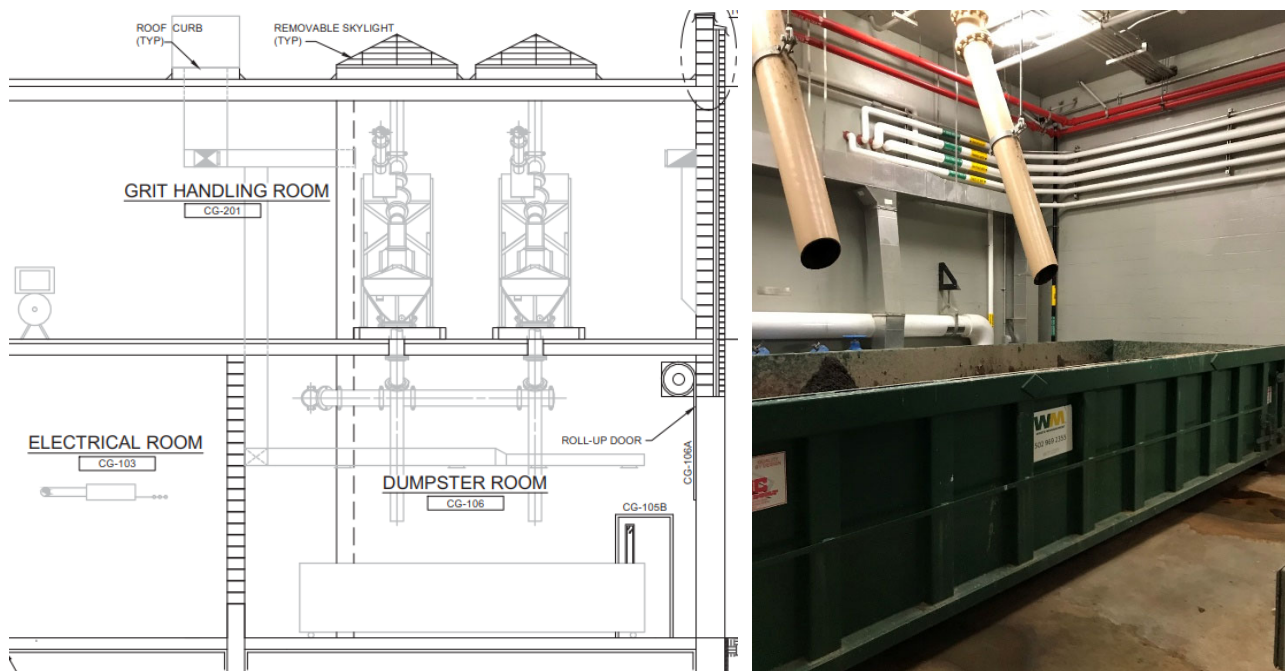 ROOF CURB
(TYP)
REMOVABLE SKYLIGHT
(TYP)
GRIT HANDLING ROOM
CG-201
ELECTRICAL ROOM
CG-103
ROLL-UP DOOR
CG-106A
DUMPSTER ROOM
CG-106
CG-105B
WM